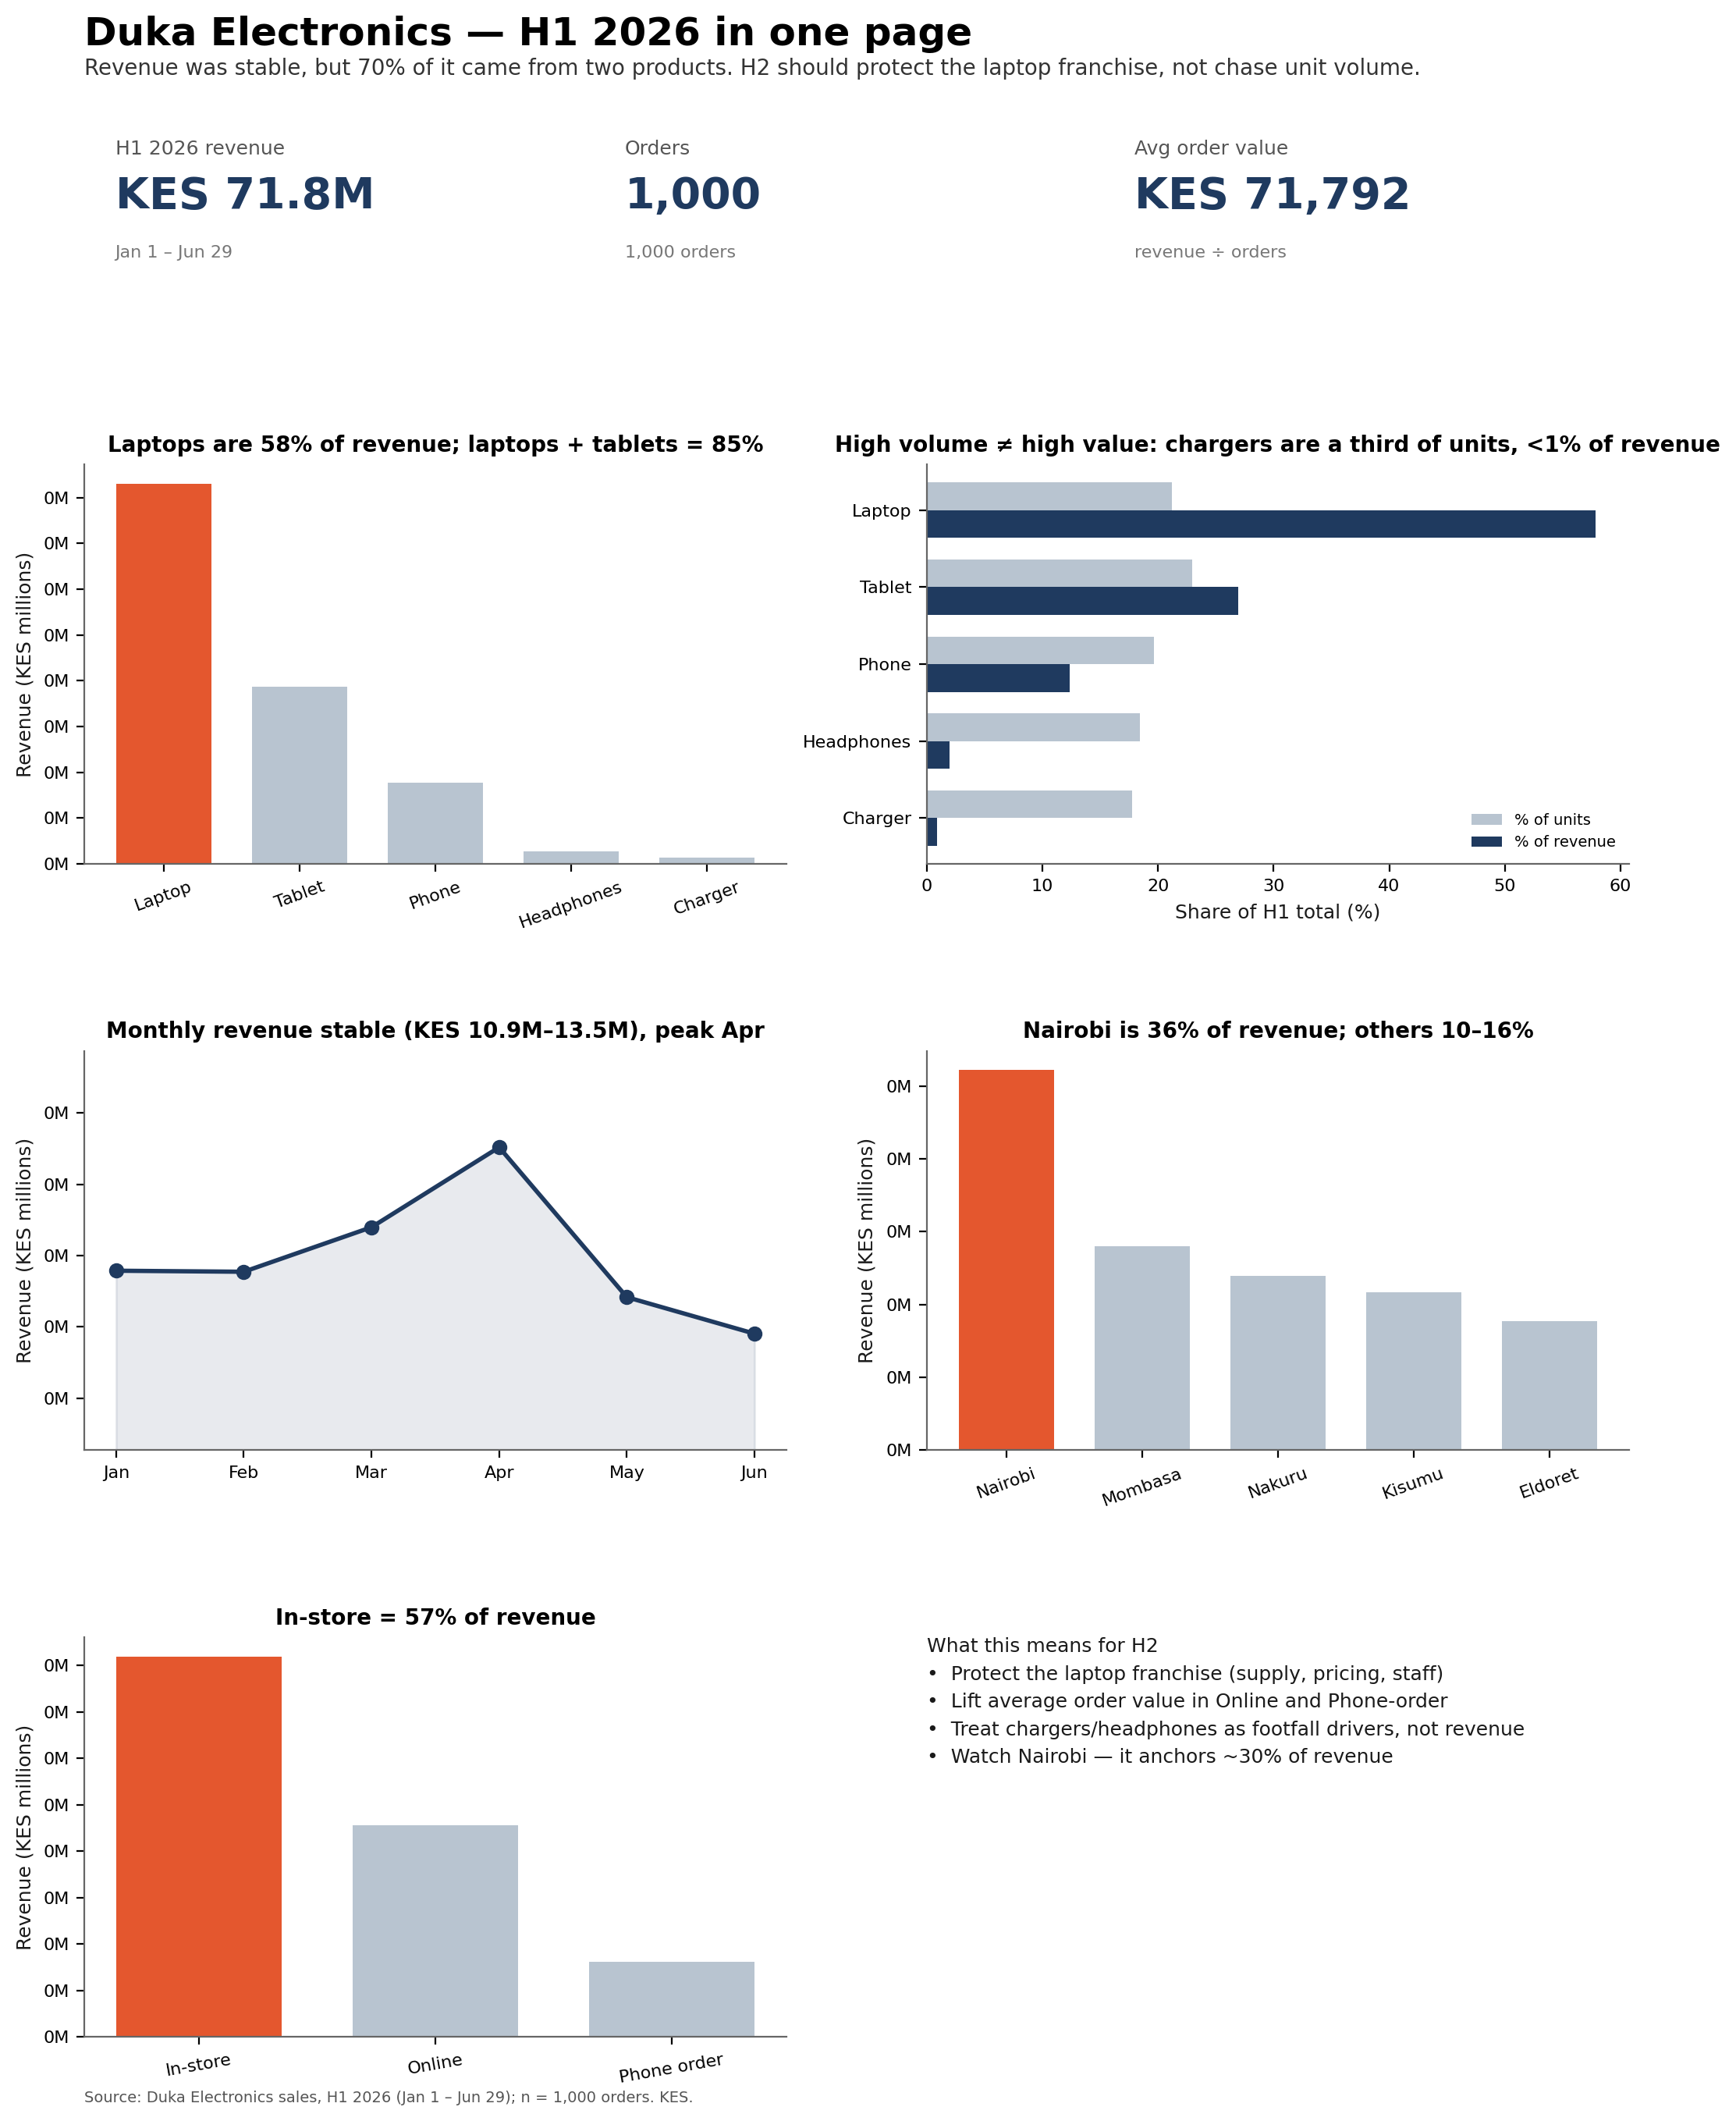 Duka Electronics — H1 2026 in one page
Revenue was stable, but 70% of it came from two products. H2 should protect the laptop franchise, not chase unit volume.
H1 2026 revenue
KES 71.8M
Jan 1 – Jun 29
Orders
1,000
1,000 orders
Avg order value
KES 71,792
revenue ÷ orders
Laptops are 58% of revenue; laptops + tablets = 85%
Revenue (KES millions)
0M
0M
0M
0M
0M
0M
0M
0M
0M
Laptop
Tablet
Phone
Headphones
Charger
High volume ≠ high value: chargers are a third of units, <1% of revenue
Laptop
Tablet
Phone
Headphones
Charger
% of units
% of revenue
0
10
20
30
40
50
60
Share of H1 total (%)
Monthly revenue stable (KES 10.9M–13.5M), peak Apr
Revenue (KES millions)
0M
0M
0M
0M
0M
Jan
Feb
Mar
Apr
May
Jun
Nairobi is 36% of revenue; others 10–16%
Revenue (KES millions)
0M
0M
0M
0M
0M
0M
Nairobi
Mombasa
Nakuru
Kisumu
Eldoret
In-store = 57% of revenue
Revenue (KES millions)
0M
0M
0M
0M
0M
0M
0M
0M
0M
In-store
Online
Phone order
What this means for H2
• Protect the laptop franchise (supply, pricing, staff)
• Lift average order value in Online and Phone-order
• Treat chargers/headphones as footfall drivers, not revenue
• Watch Nairobi — it anchors ~30% of revenue
Source: Duka Electronics sales, H1 2026 (Jan 1 – Jun 29); n = 1,000 orders. KES.